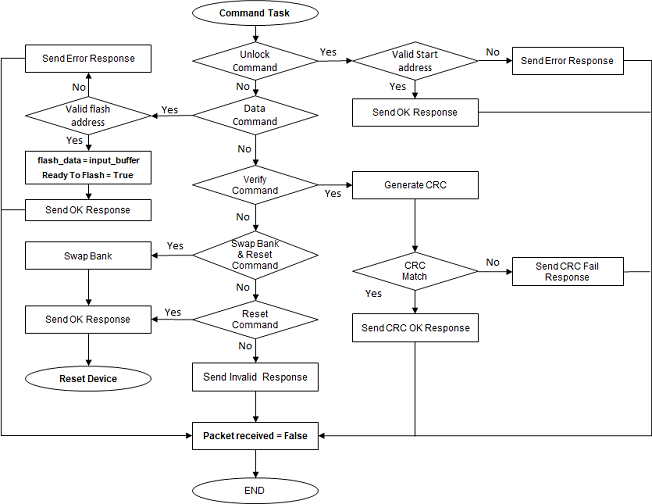 Command Task
Unlock
Command
Yes
Valid Start
address
No
Send Error Response
Send Error Response
No
Yes
No
Send OK Response
Valid flash
address
Yes
Data
Command
Yes
No
flash_data = input_buffer
Ready To Flash = True
Verify
Command
Yes
Generate CRC
Send OK Response
No
Swap Bank
Yes
Swap Bank
& Reset
Command
CRC
Match
No
Send CRC Fail
Response
No
Yes
Send OK Response
Yes
Reset
Command
Send CRC OK Response
No
Reset Device
Send Invalid Response
Packet received = False
END